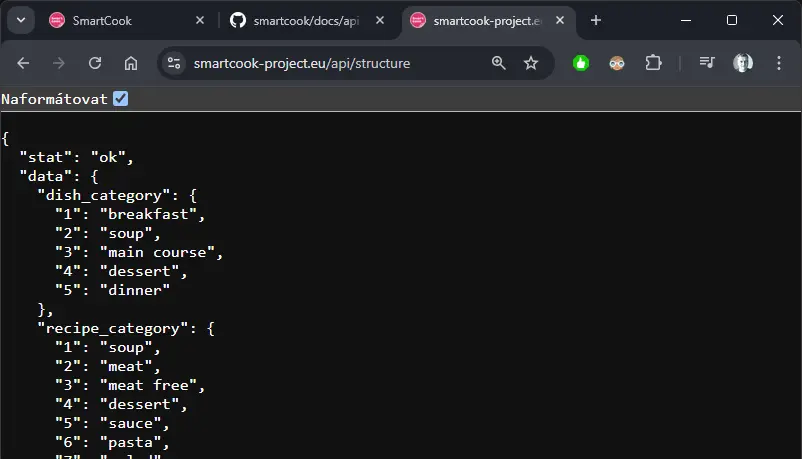 SmartCook
smartcook/docs/api
smartcook-project.eu
smartcook-project.eu/api/structure
Naformátovat
{
"stat": "ok",
"data": {
"dish_category": {
"1": "breakfast",
"2": "soup",
"3": "main course",
"4": "dessert",
"5": "dinner"
},
"recipe_category": {
"1": "soup",
"2": "meat",
"3": "meat free",
"4": "dessert",
"5": "sauce",
"6": "pasta",